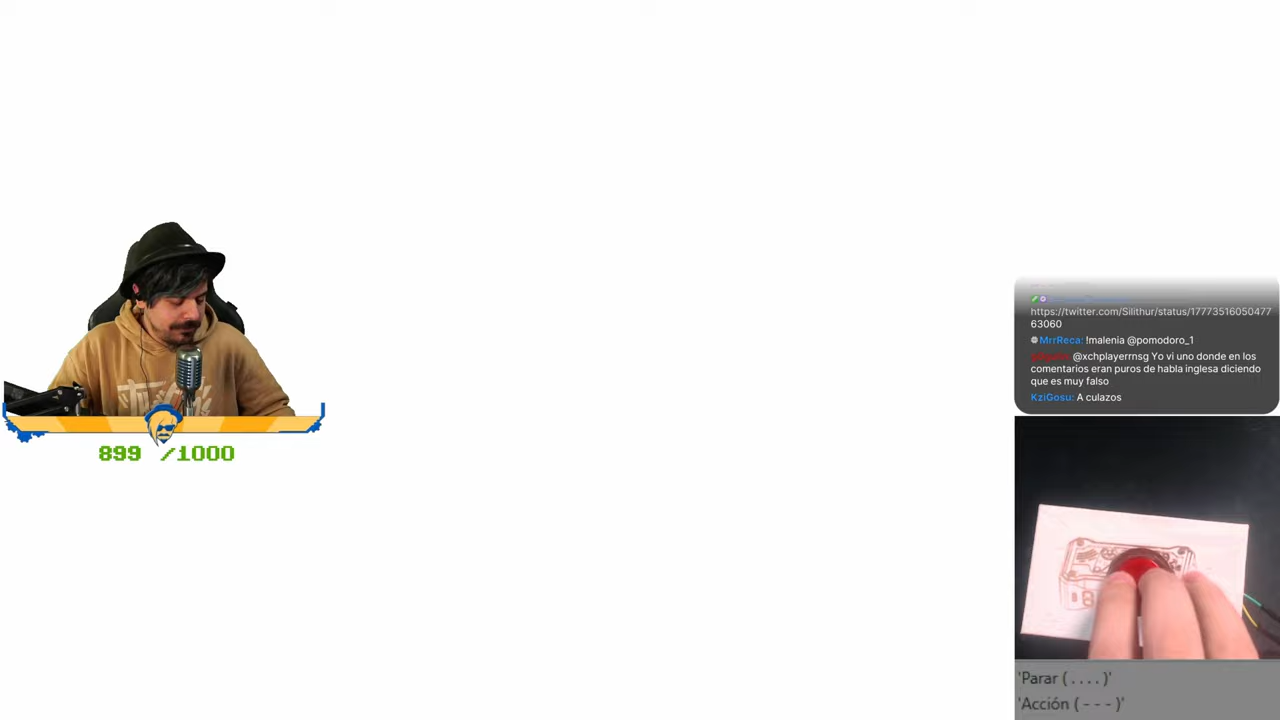 https://twitter.com/Silithur/status/17773516050477
63060
MrrReca: !malenia @pomodoro_1
@xchplayerrnsg Yo vi uno donde en los
comentarios eran puros de habla inglesa diciendo
que es muy falso
KziGosu: A culazos
899 /1000
'Parar ( . . . . )'
'Acción ( - - - )'